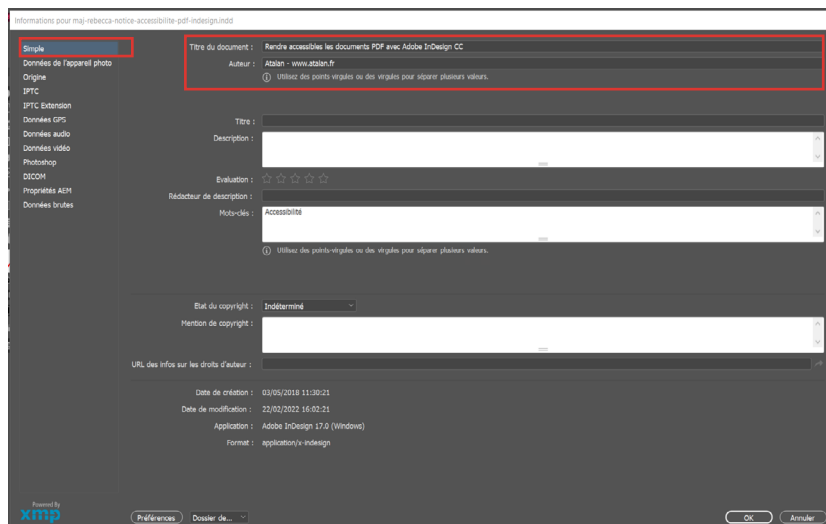 Informations pour maj-rebecca-notice-accessibilite-pdf-indesign.indd
Simple
Données de l'appareil photo
Origine
IPTC
IPTC Extension
Données GPS
Données audio
Données vidéo
Photoshop
DICOM
Propriétés AEM
Données brutes
Titre du document : Rendre accessibles les documents PDF avec Adobe InDesign CC
Auteur : Atalan - www.atalan.fr
Utilisez des points virgules ou des virgules pour séparer plusieurs valeurs.
Titre :
Description :
Evaluation :
Rédacteur de description :
Mots-clés : Accessibilité
Utilisez des points-virgules ou des virgules pour séparer plusieurs valeurs.
Etat du copyright : Indéterminé
Mention de copyright :
URL des infos sur les droits d'auteur :
Date de création : 03/05/2018 11:30:21
Date de modification : 22/02/2022 16:02:21
Application : Adobe InDesign 17.0 (Windows)
Format : application/x-indesign
Powered By
xmp
Préférences
Dossier de...
OK
Annuler